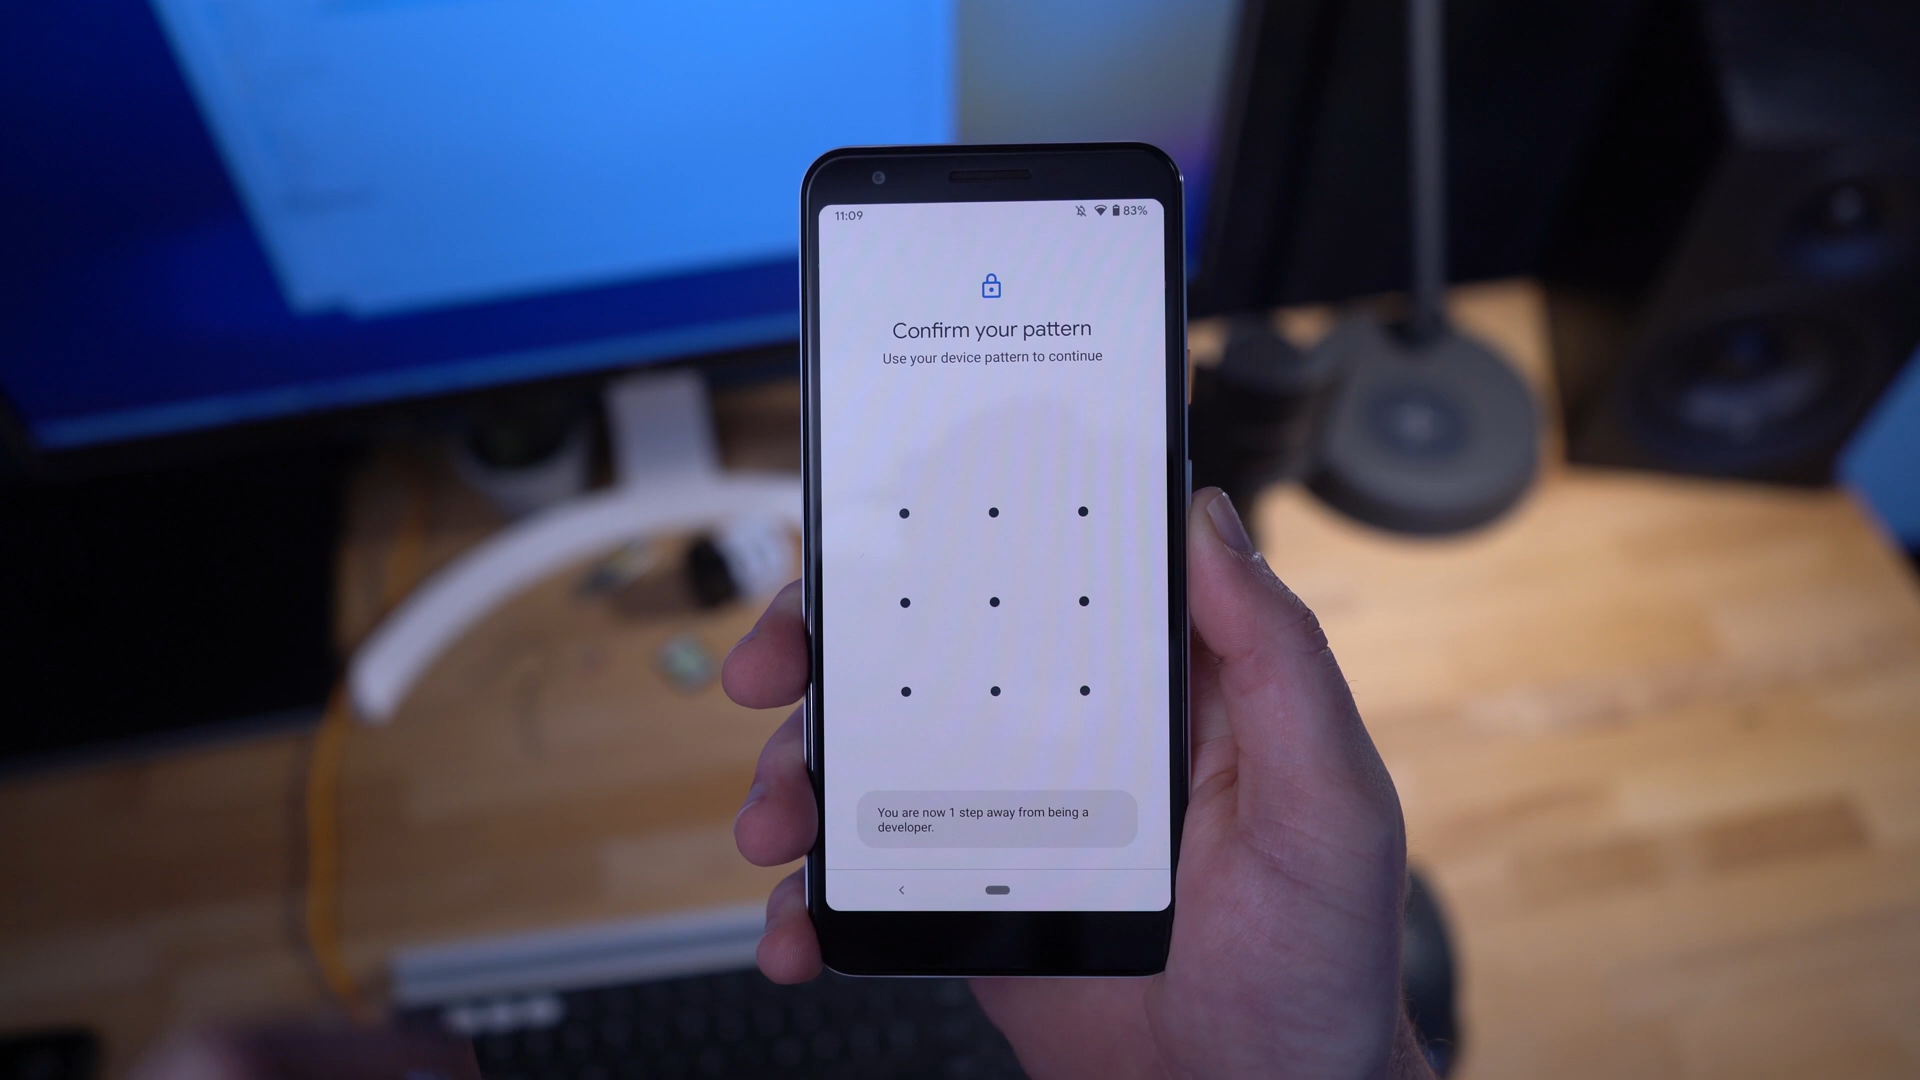 11:09
83%
Confirm your pattern
Use your device pattern to continue
You are now 1 step away from being a
developer.